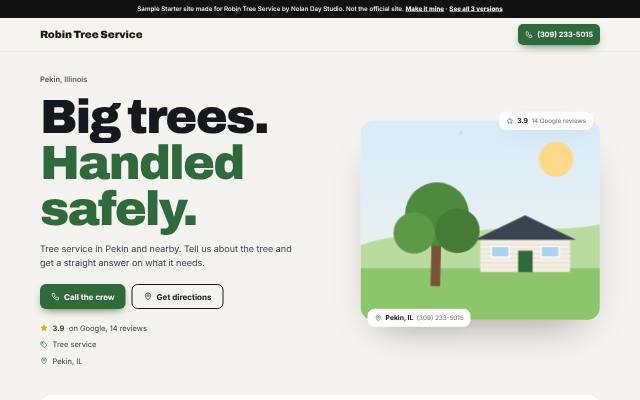 Sample Starter site made for Robin Tree Service by Nolan Day Studio. Not the official site. Make it mine · See all 3 versions
Robin Tree Service
(309) 233-5015
Pekin, Illinois
Big trees.
Handled
safely.
Tree service in Pekin and nearby. Tell us about the tree and
get a straight answer on what it needs.
Call the crew
Get directions
3.9 on Google, 14 reviews
Tree service
Pekin, IL
3.9 14 Google reviews
Pekin, IL (309) 233-5015